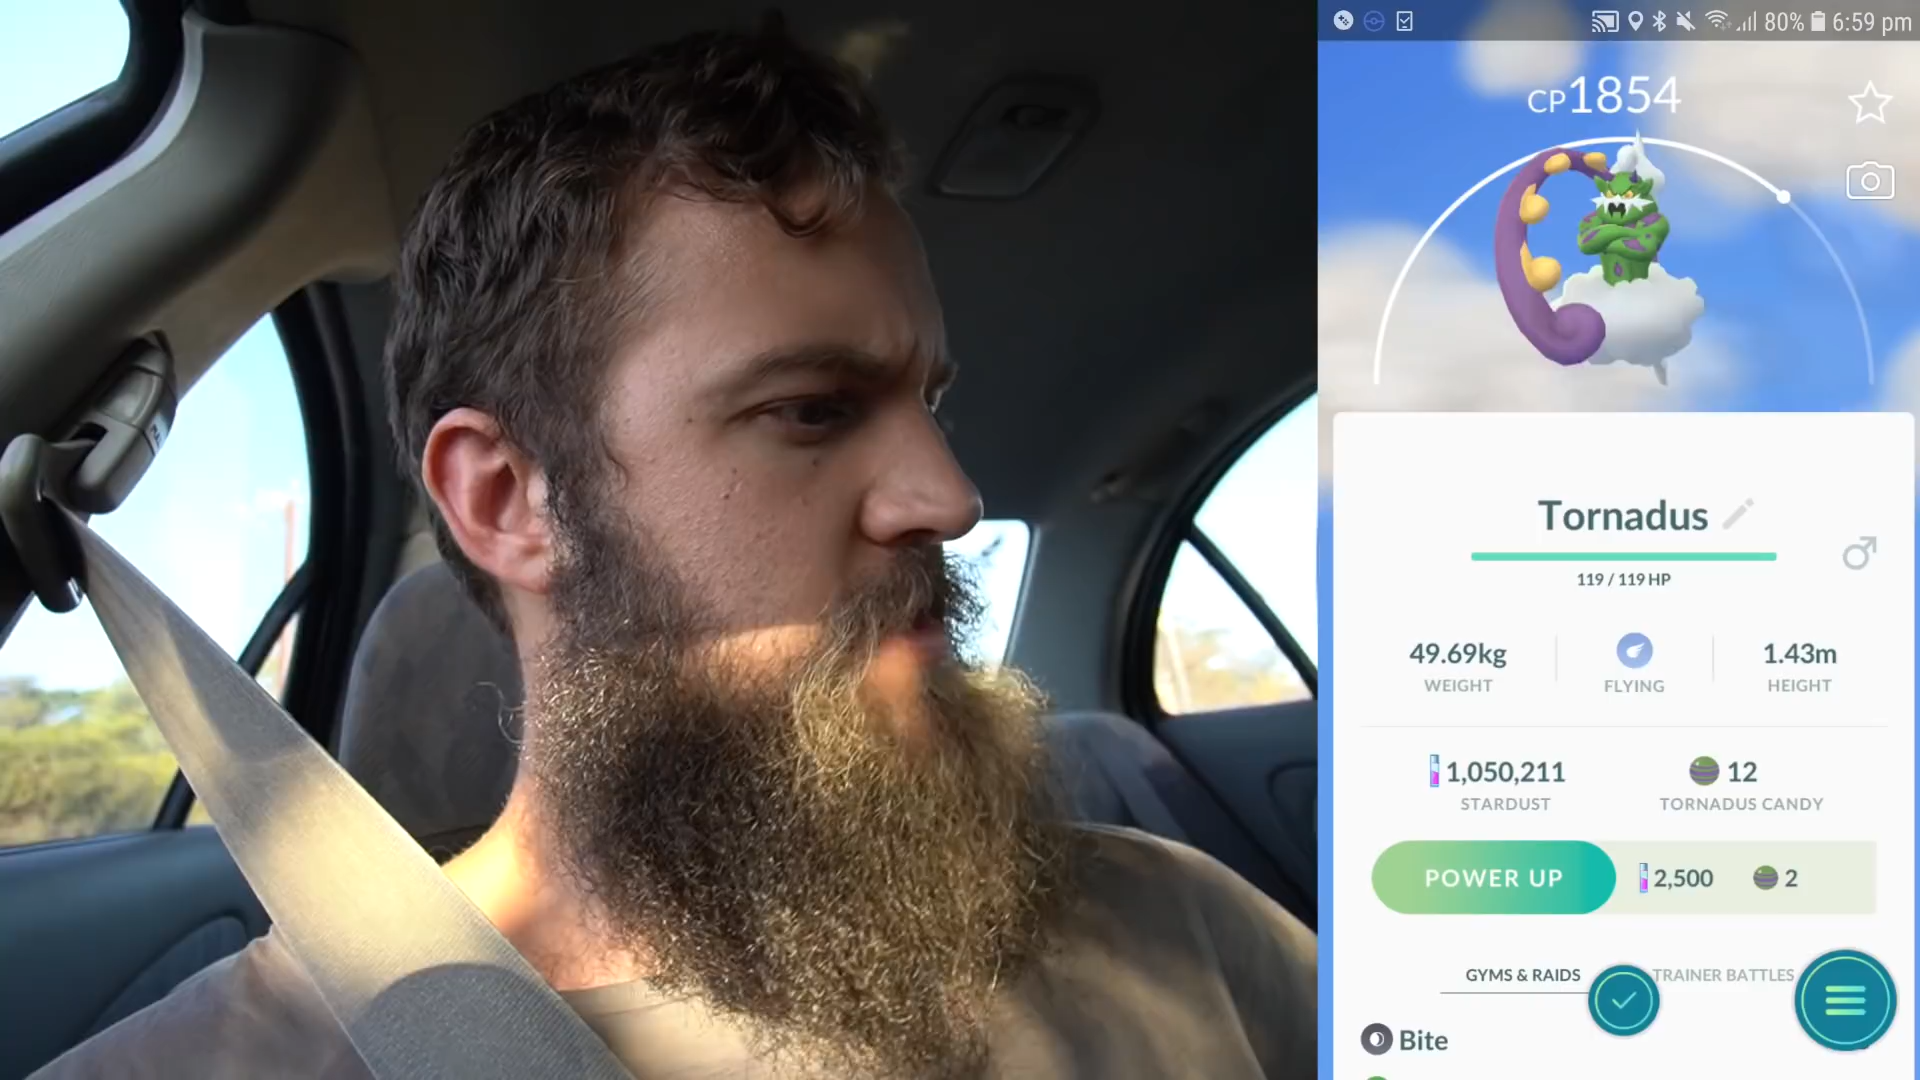 80% 6:59 pm
CP1854
Tornadus
119 / 119 HP
49.69kg
WEIGHT
FLYING
1.43m
HEIGHT
1,050,211
STARDUST
12
TORNADUS CANDY
POWER UP
2,500
2
GYMS & RAIDS
TRAINER BATTLES
Bite